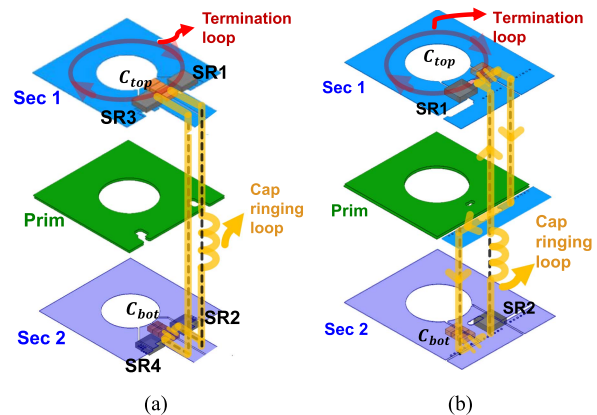 Termination
loop
C_top
SR1
Sec 1
SR3
Prim
Cap
ringing
loop
C_bot
SR2
Sec 2
SR4
(a)
Termination
loop
C_top
Sec 1
SR1
Prim
Cap
ringing
loop
SR2
Sec 2
C_bot
(b)